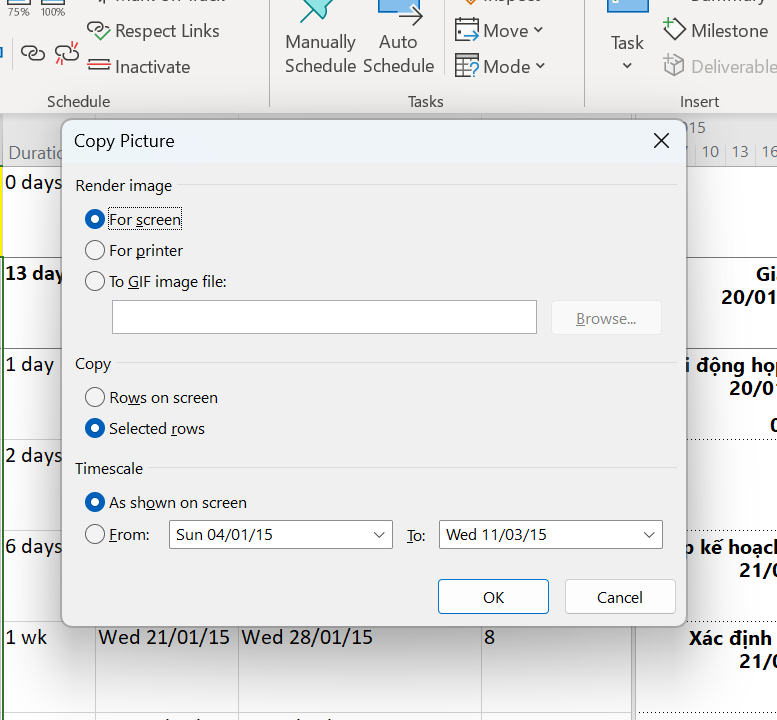 75% 100%
Respect Links
Inactivate
Manually
Schedule
Auto
Schedule
Inspect
Move
Mode
Task
Summary
Milestone
Deliverable
Schedule
Tasks
Insert
Copy Picture
15
10 13 16
Duratio
Render image
For screen
For printer
To GIF image file:
Browse...
Copy
Rows on screen
Selected rows
Timescale
As shown on screen
From: Sun 04/01/15 To: Wed 11/03/15
OK Cancel
0 days
13 day
Gi
20/01
1 day
i động họp
20/0
0
2 days
6 days
p kế hoạch
21/0
1 wk Wed 21/01/15 Wed 28/01/15 8
Xác định
21/0